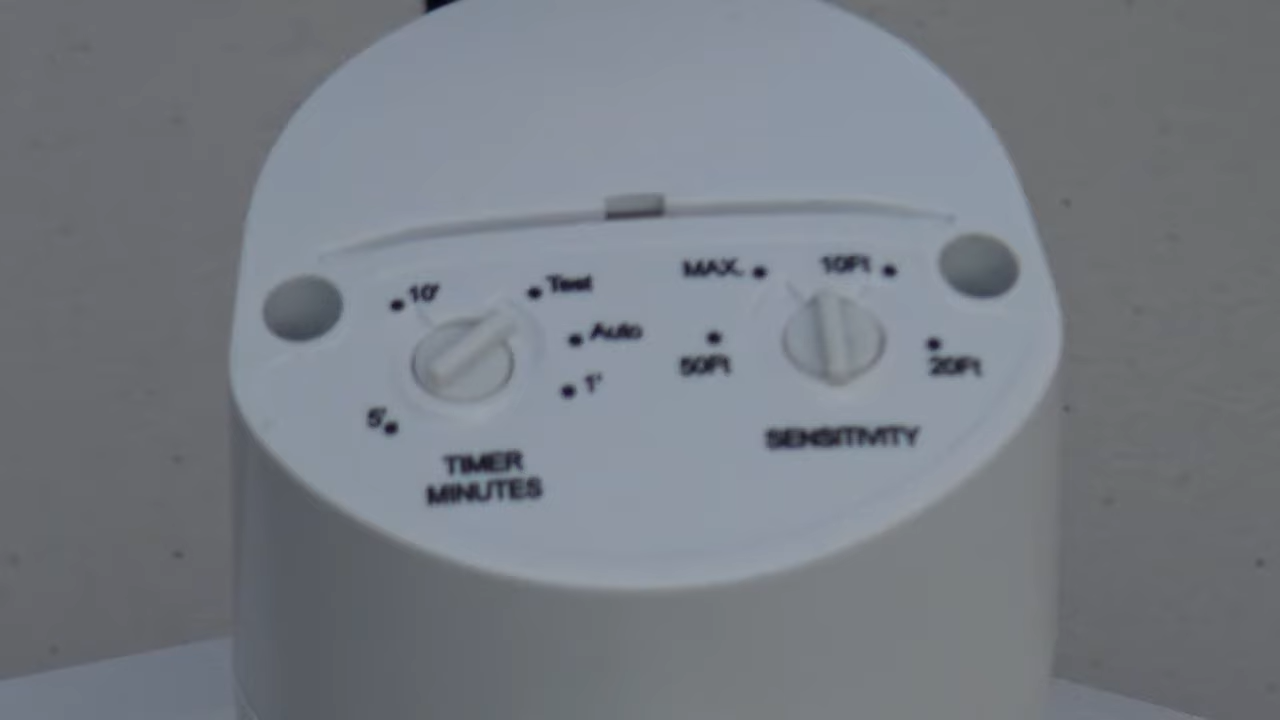 10'
Test
Auto
1'
5'
TIMER
MINUTES
MAX.
10Ft
50Ft
20Ft
SENSITIVITY